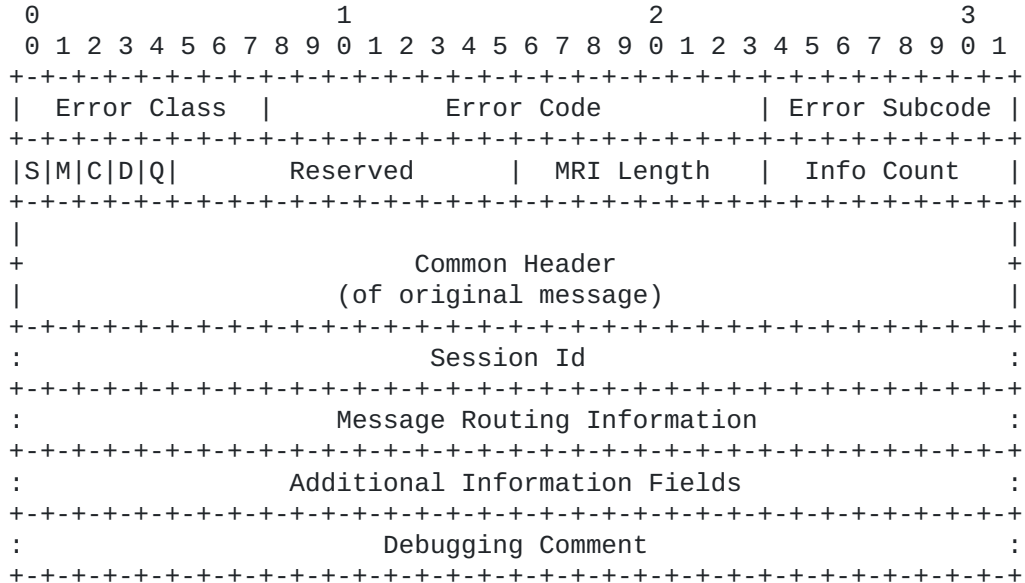 0                   1                   2                   3
 0 1 2 3 4 5 6 7 8 9 0 1 2 3 4 5 6 7 8 9 0 1 2 3 4 5 6 7 8 9 0 1
+-+-+-+-+-+-+-+-+-+-+-+-+-+-+-+-+-+-+-+-+-+-+-+-+-+-+-+-+-+-+-+-+
|  Error Class  |           Error Code          | Error Subcode |
+-+-+-+-+-+-+-+-+-+-+-+-+-+-+-+-+-+-+-+-+-+-+-+-+-+-+-+-+-+-+-+-+
|S|M|C|D|Q|       Reserved      |  MRI Length   |  Info Count   |
+-+-+-+-+-+-+-+-+-+-+-+-+-+-+-+-+-+-+-+-+-+-+-+-+-+-+-+-+-+-+-+-+
|                                                               |
+                         Common Header                         +
|                    (of original message)                      |
+-+-+-+-+-+-+-+-+-+-+-+-+-+-+-+-+-+-+-+-+-+-+-+-+-+-+-+-+-+-+-+-+
:                          Session Id                           :
+-+-+-+-+-+-+-+-+-+-+-+-+-+-+-+-+-+-+-+-+-+-+-+-+-+-+-+-+-+-+-+-+
:                    Message Routing Information                :
+-+-+-+-+-+-+-+-+-+-+-+-+-+-+-+-+-+-+-+-+-+-+-+-+-+-+-+-+-+-+-+-+
:                 Additional Information Fields                 :
+-+-+-+-+-+-+-+-+-+-+-+-+-+-+-+-+-+-+-+-+-+-+-+-+-+-+-+-+-+-+-+-+
:                       Debugging Comment                       :
+-+-+-+-+-+-+-+-+-+-+-+-+-+-+-+-+-+-+-+-+-+-+-+-+-+-+-+-+-+-+-+-+